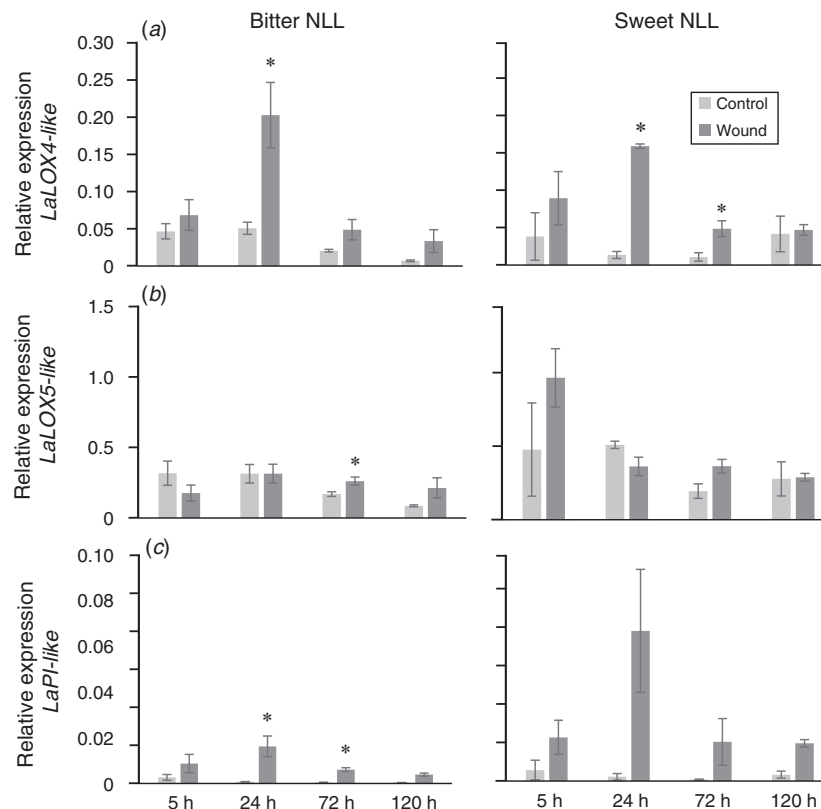 Bitter NLL
Sweet NLL
(a)
Relative expression
LaLOX4-like
0.30
0.25
0.20
0.15
0.10
0.05
0
*
*
*
Control
Wound
(b)
Relative expression
LaLOX5-like
1.5
1.0
0.5
0
*
(c)
Relative expression
LaPI-like
0.10
0.08
0.06
0.04
0.02
0
*
*
5 h 24 h 72 h 120 h
5 h 24 h 72 h 120 h